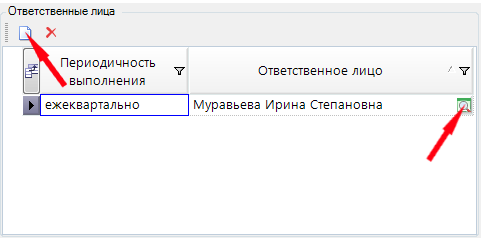 Ответственные лица
Периодичность
выполнения
Ответственное лицо
ежеквартально
Муравьева Ирина Степановна